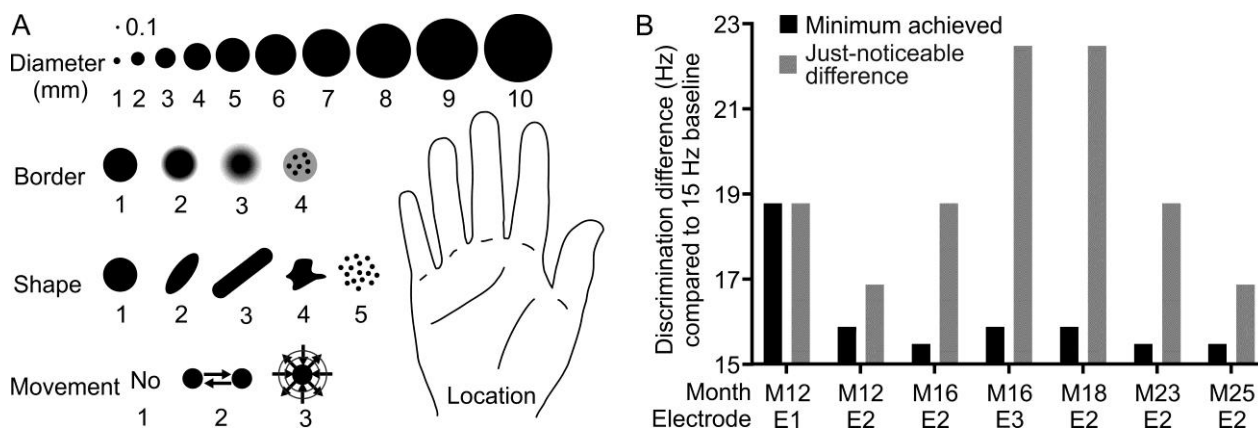 A
0.1
Diameter
(mm)
1 2 3 4 5 6 7 8 9 10
Border
1 2 3 4
Shape
1 2 3 4 5
Movement No
1 2 3
Location
B
Discrimination difference (Hz)
compared to 15 Hz baseline
23
21
19
17
15
Minimum achieved
Just-noticeable
difference
Month M12 M12 M16 M16 M18 M23 M25
Electrode E1 E2 E2 E3 E2 E2 E2